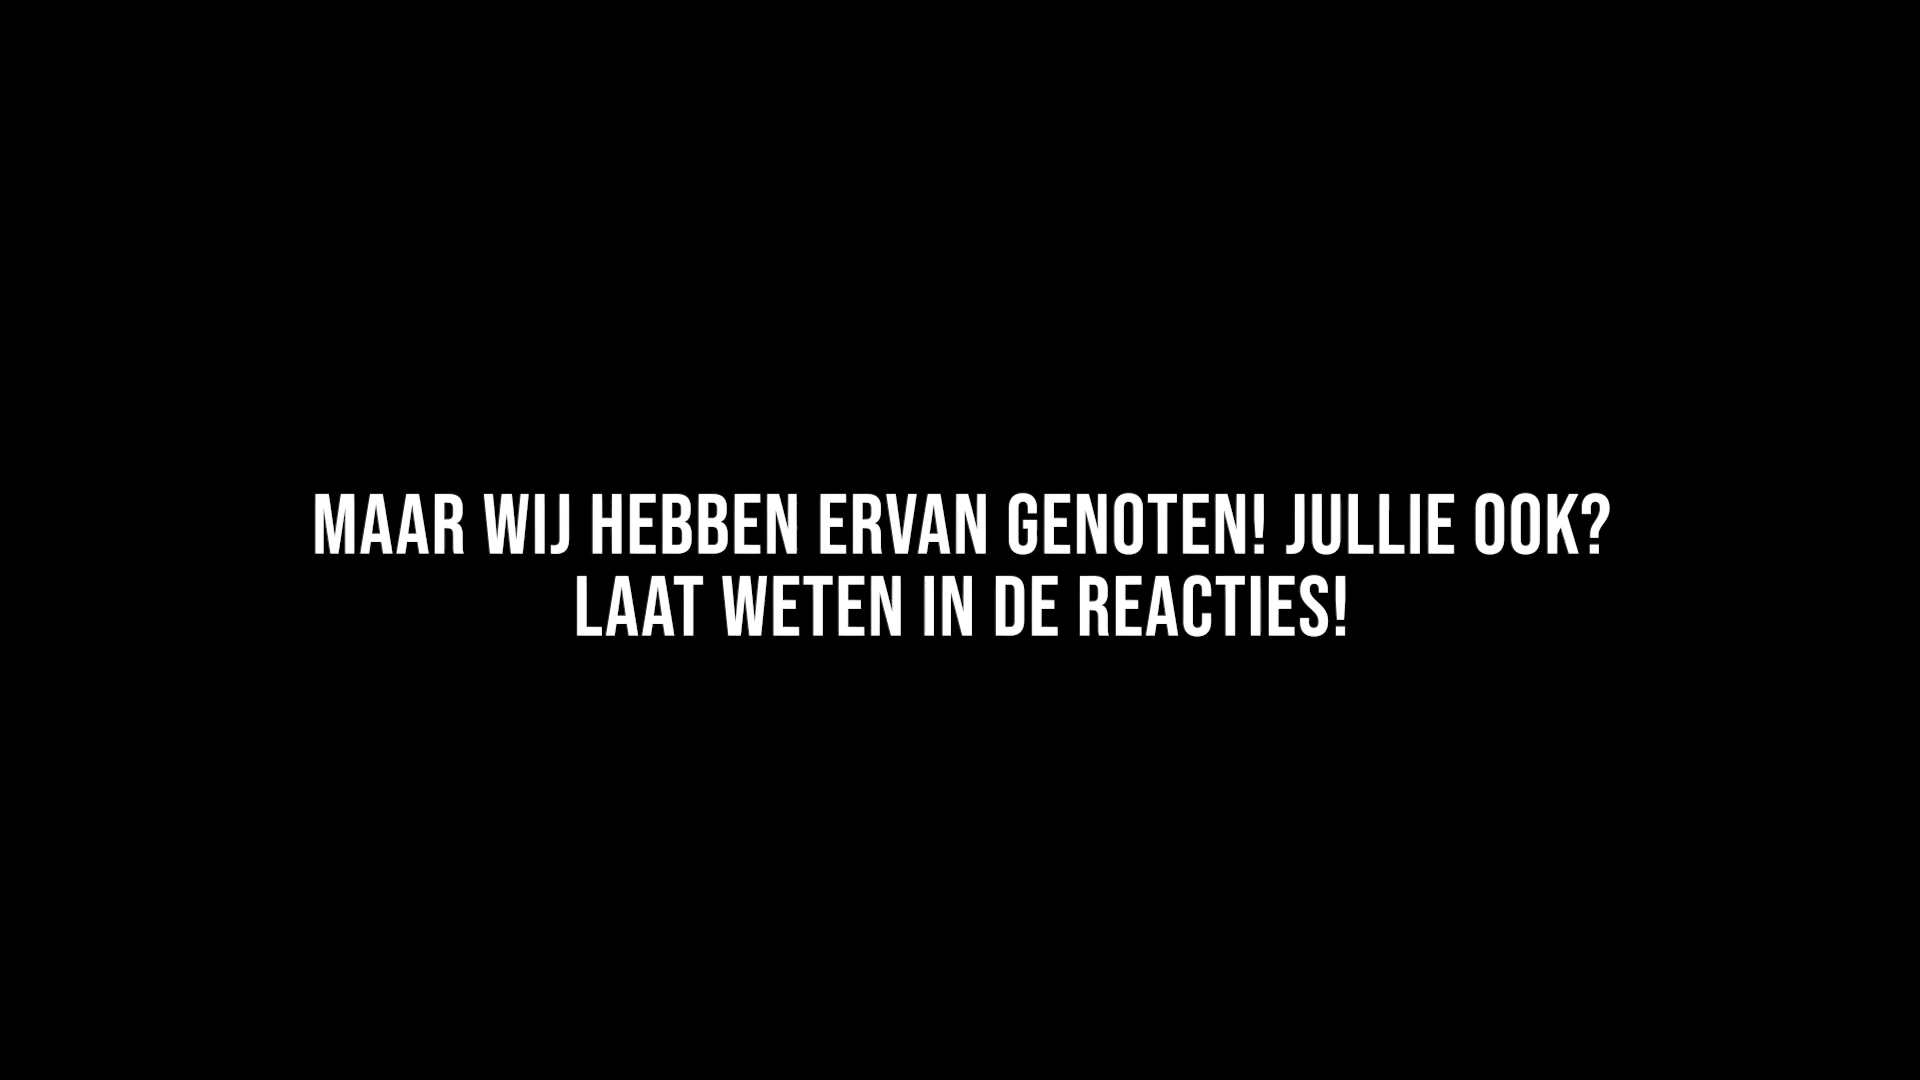 MAAR WIJ HEBBEN ERVAN GENOTEN! JULLIE OOK?
LAAT WETEN IN DE REACTIES!